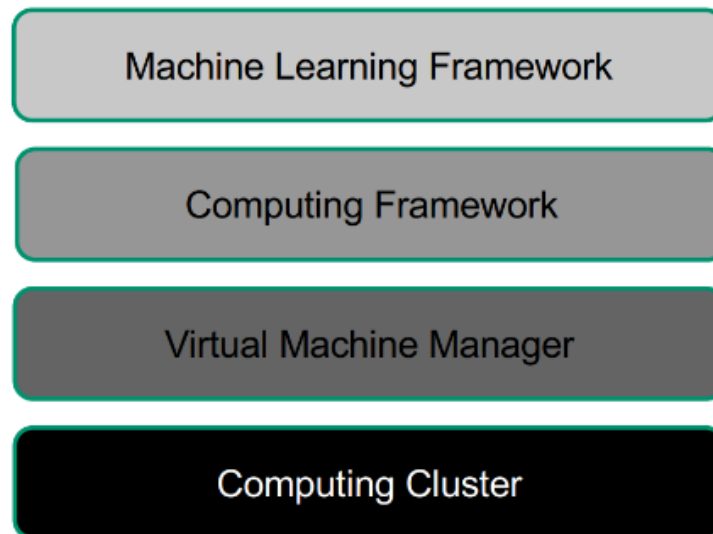 Machine Learning Framework
Computing Framework
Virtual Machine Manager
Computing Cluster